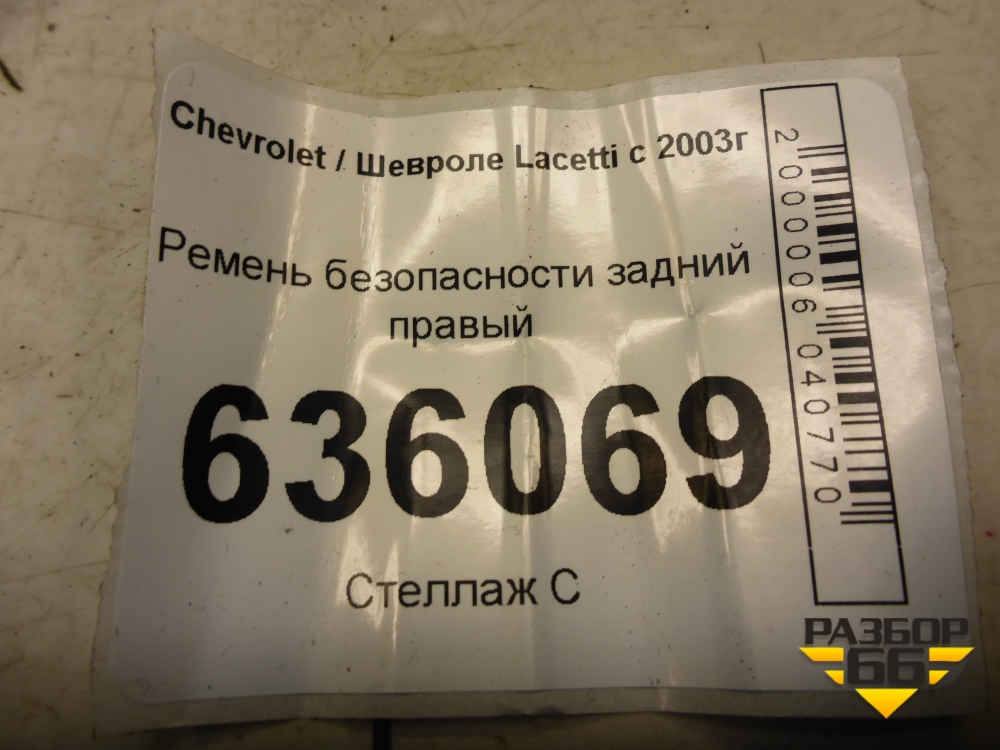 Chevrolet / Шевроле Lacetti с 2003г
Ремень безопасности задний
правый
636069
Стеллаж С
2000006040770
РАЗБОР
66